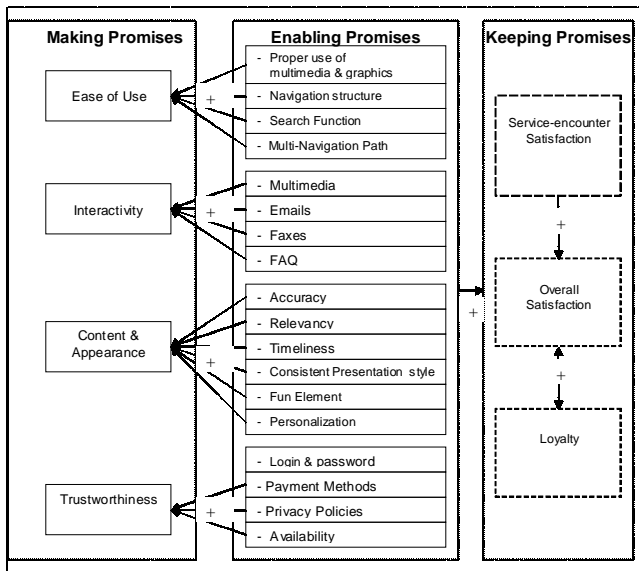 Making Promises
Enabling Promises
Keeping Promises
Ease of Use
+
- Proper use of
multimedia & graphics
- Navigation structure
- Search Function
- Multi-Navigation Path
Interactivity
+
- Multimedia
- Emails
- Faxes
- FAQ
Content &
Appearance
+
- Accuracy
- Relevancy
- Timeliness
- Consistent Presentation style
- Fun Element
- Personalization
Trustworthiness
+
- Login & password
- Payment Methods
- Privacy Policies
- Availability
+
Service-encounter
Satisfaction
+
Overall
Satisfaction
+
Loyalty